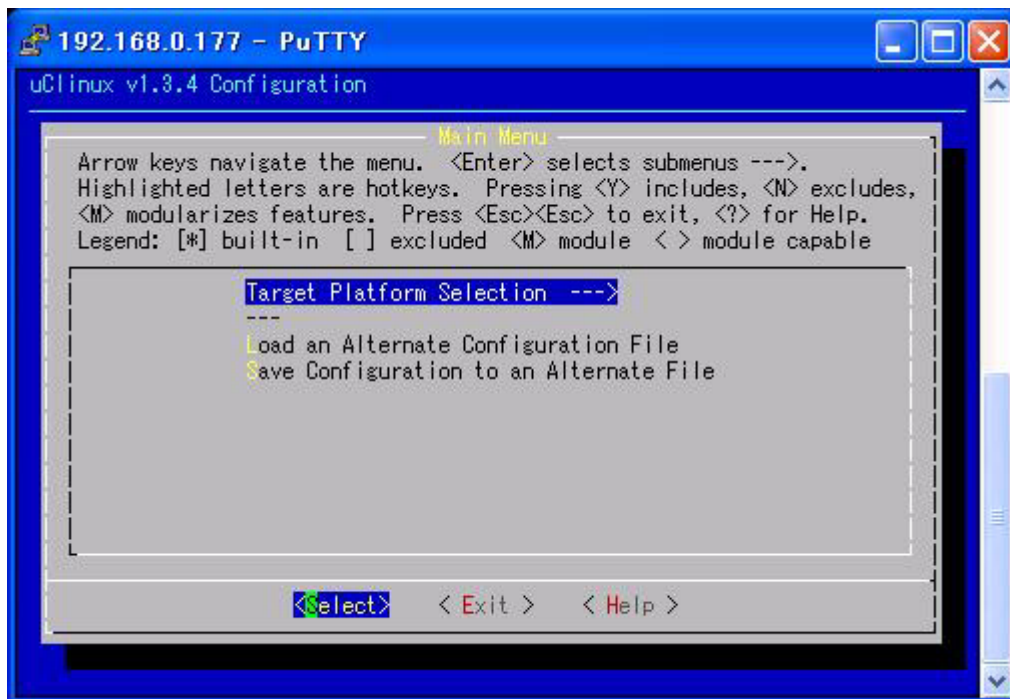 192.168.0.177 - PuTTY
uClinux v1.3.4 Configuration
Main Menu
Arrow keys navigate the menu.  <Enter> selects submenus --->.
Highlighted letters are hotkeys.  Pressing <Y> includes, <N> excludes,
<M> modularizes features.  Press <Esc><Esc> to exit, <?> for Help.
Legend: [*] built-in  [ ] excluded  <M> module  < > module capable
Target Platform Selection  --->
---
Load an Alternate Configuration File
Save Configuration to an Alternate File
<Select>    < Exit >    < Help >